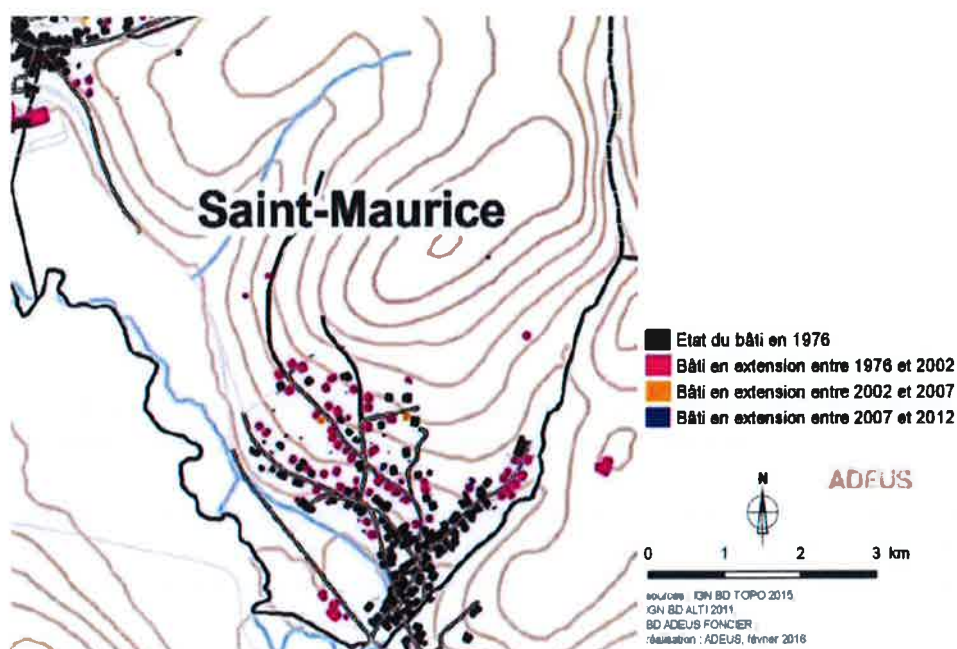 Saint-Maurice
Etat du bâti en 1976
Bâti en extension entre 1976 et 2002
Bâti en extension entre 2002 et 2007
Bâti en extension entre 2007 et 2012
N
ADEUS
0 1 2 3 km
sources : IGN BD TOPO 2015,
IGN BD ALTI 2011,
BD ADEUS FONCIER
réalisation : ADEUS, février 2016